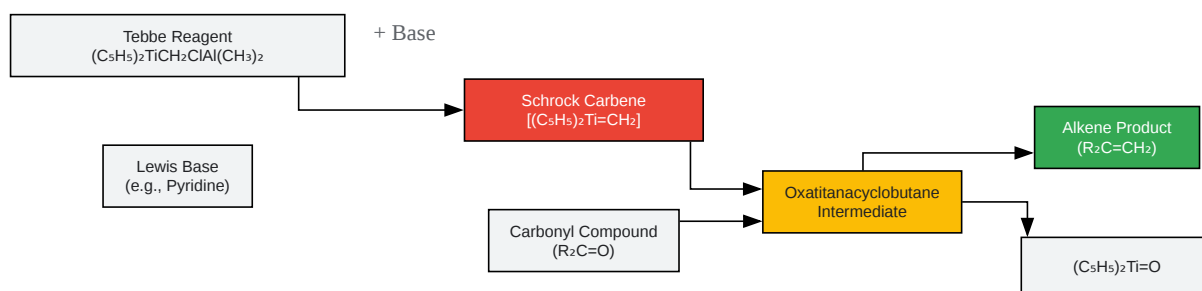 Tebbe Reagent
(C₅H₅)₂TiCH₂ClAl(CH₃)₂
+ Base
Schrock Carbene
[(C₅H₅)₂Ti=CH₂]
Lewis Base
(e.g., Pyridine)
Carbonyl Compound
(R₂C=O)
Oxatitanacyclobutane
Intermediate
Alkene Product
(R₂C=CH₂)
(C₅H₅)₂Ti=O